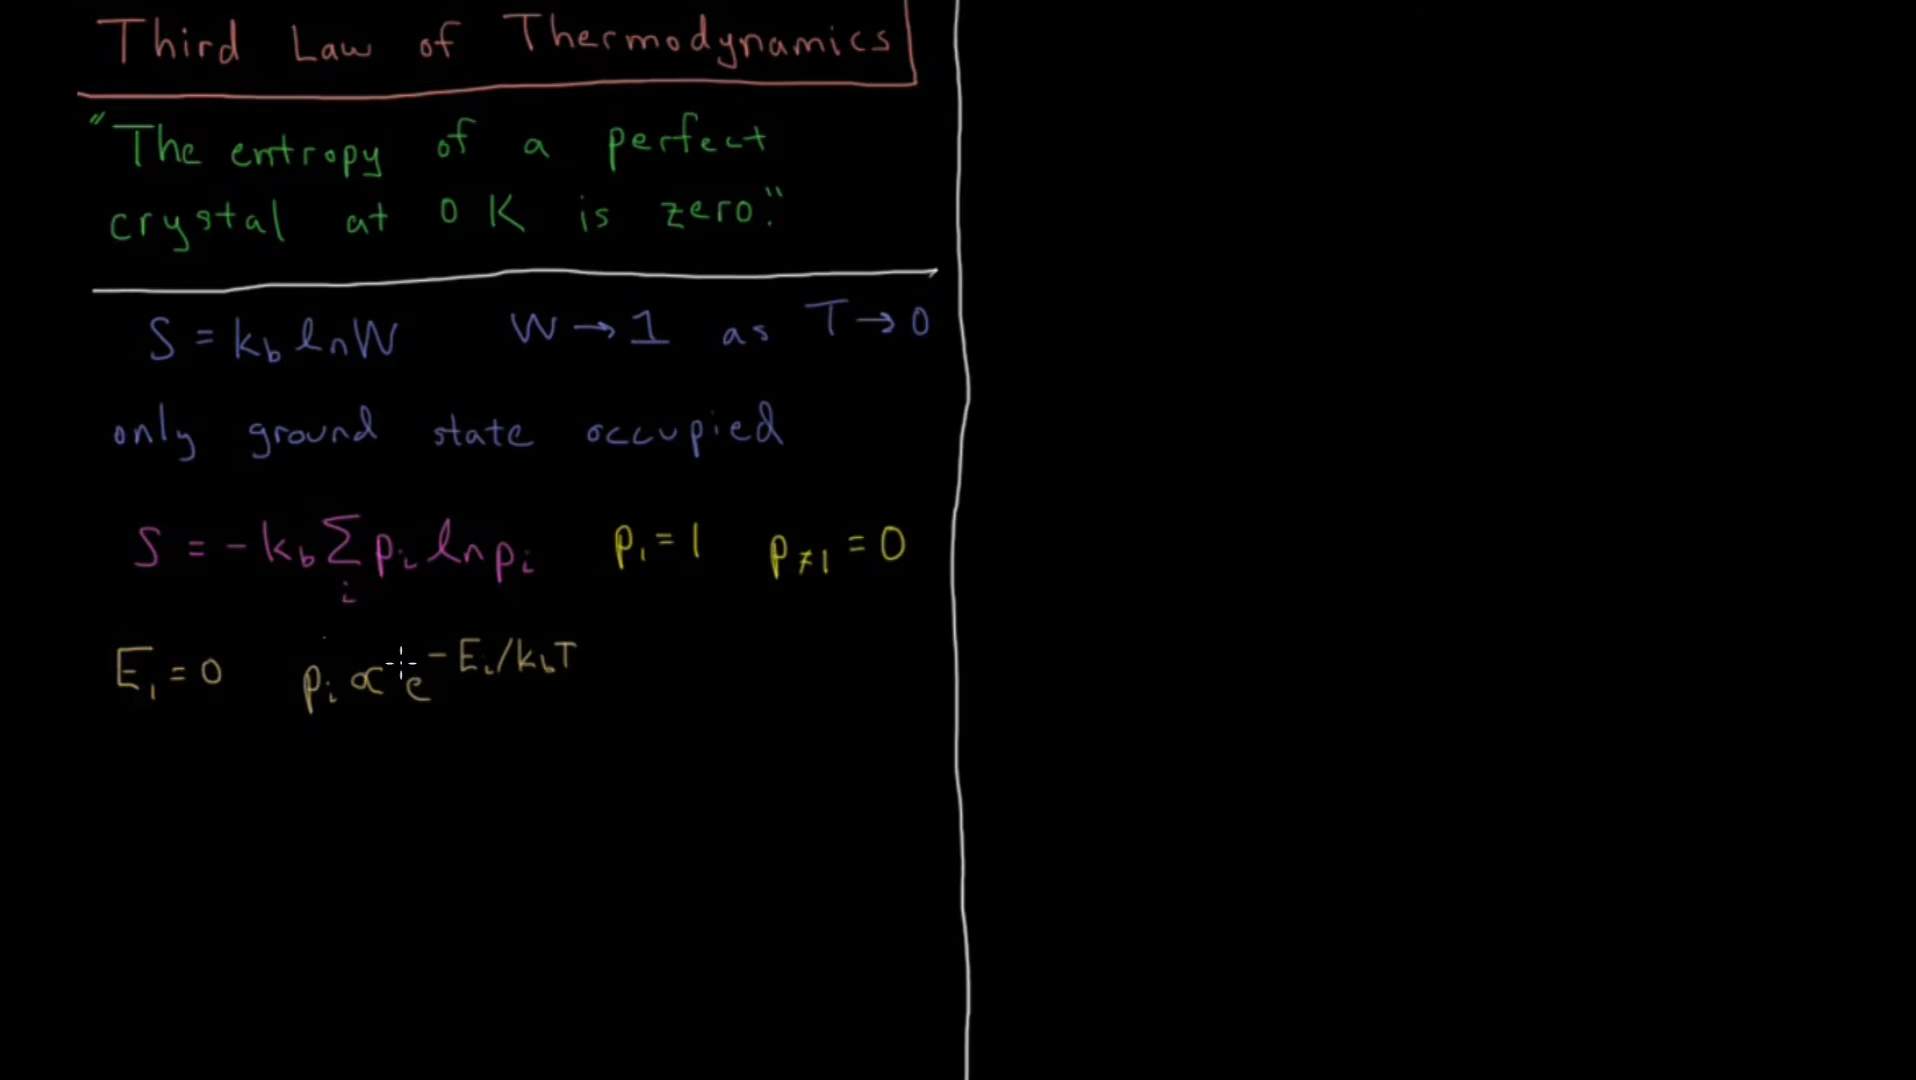 Third Law of Thermodynamics
"The entropy of a perfect
crystal at 0 K is zero."
S = k_b ln W W → 1 as T → 0
only ground state occupied
S = -k_b Σ_i p_i ln p_i p_1 = 1 p_≠1 = 0
E_1 = 0 p_i ∝ e^-E_i/k_bT